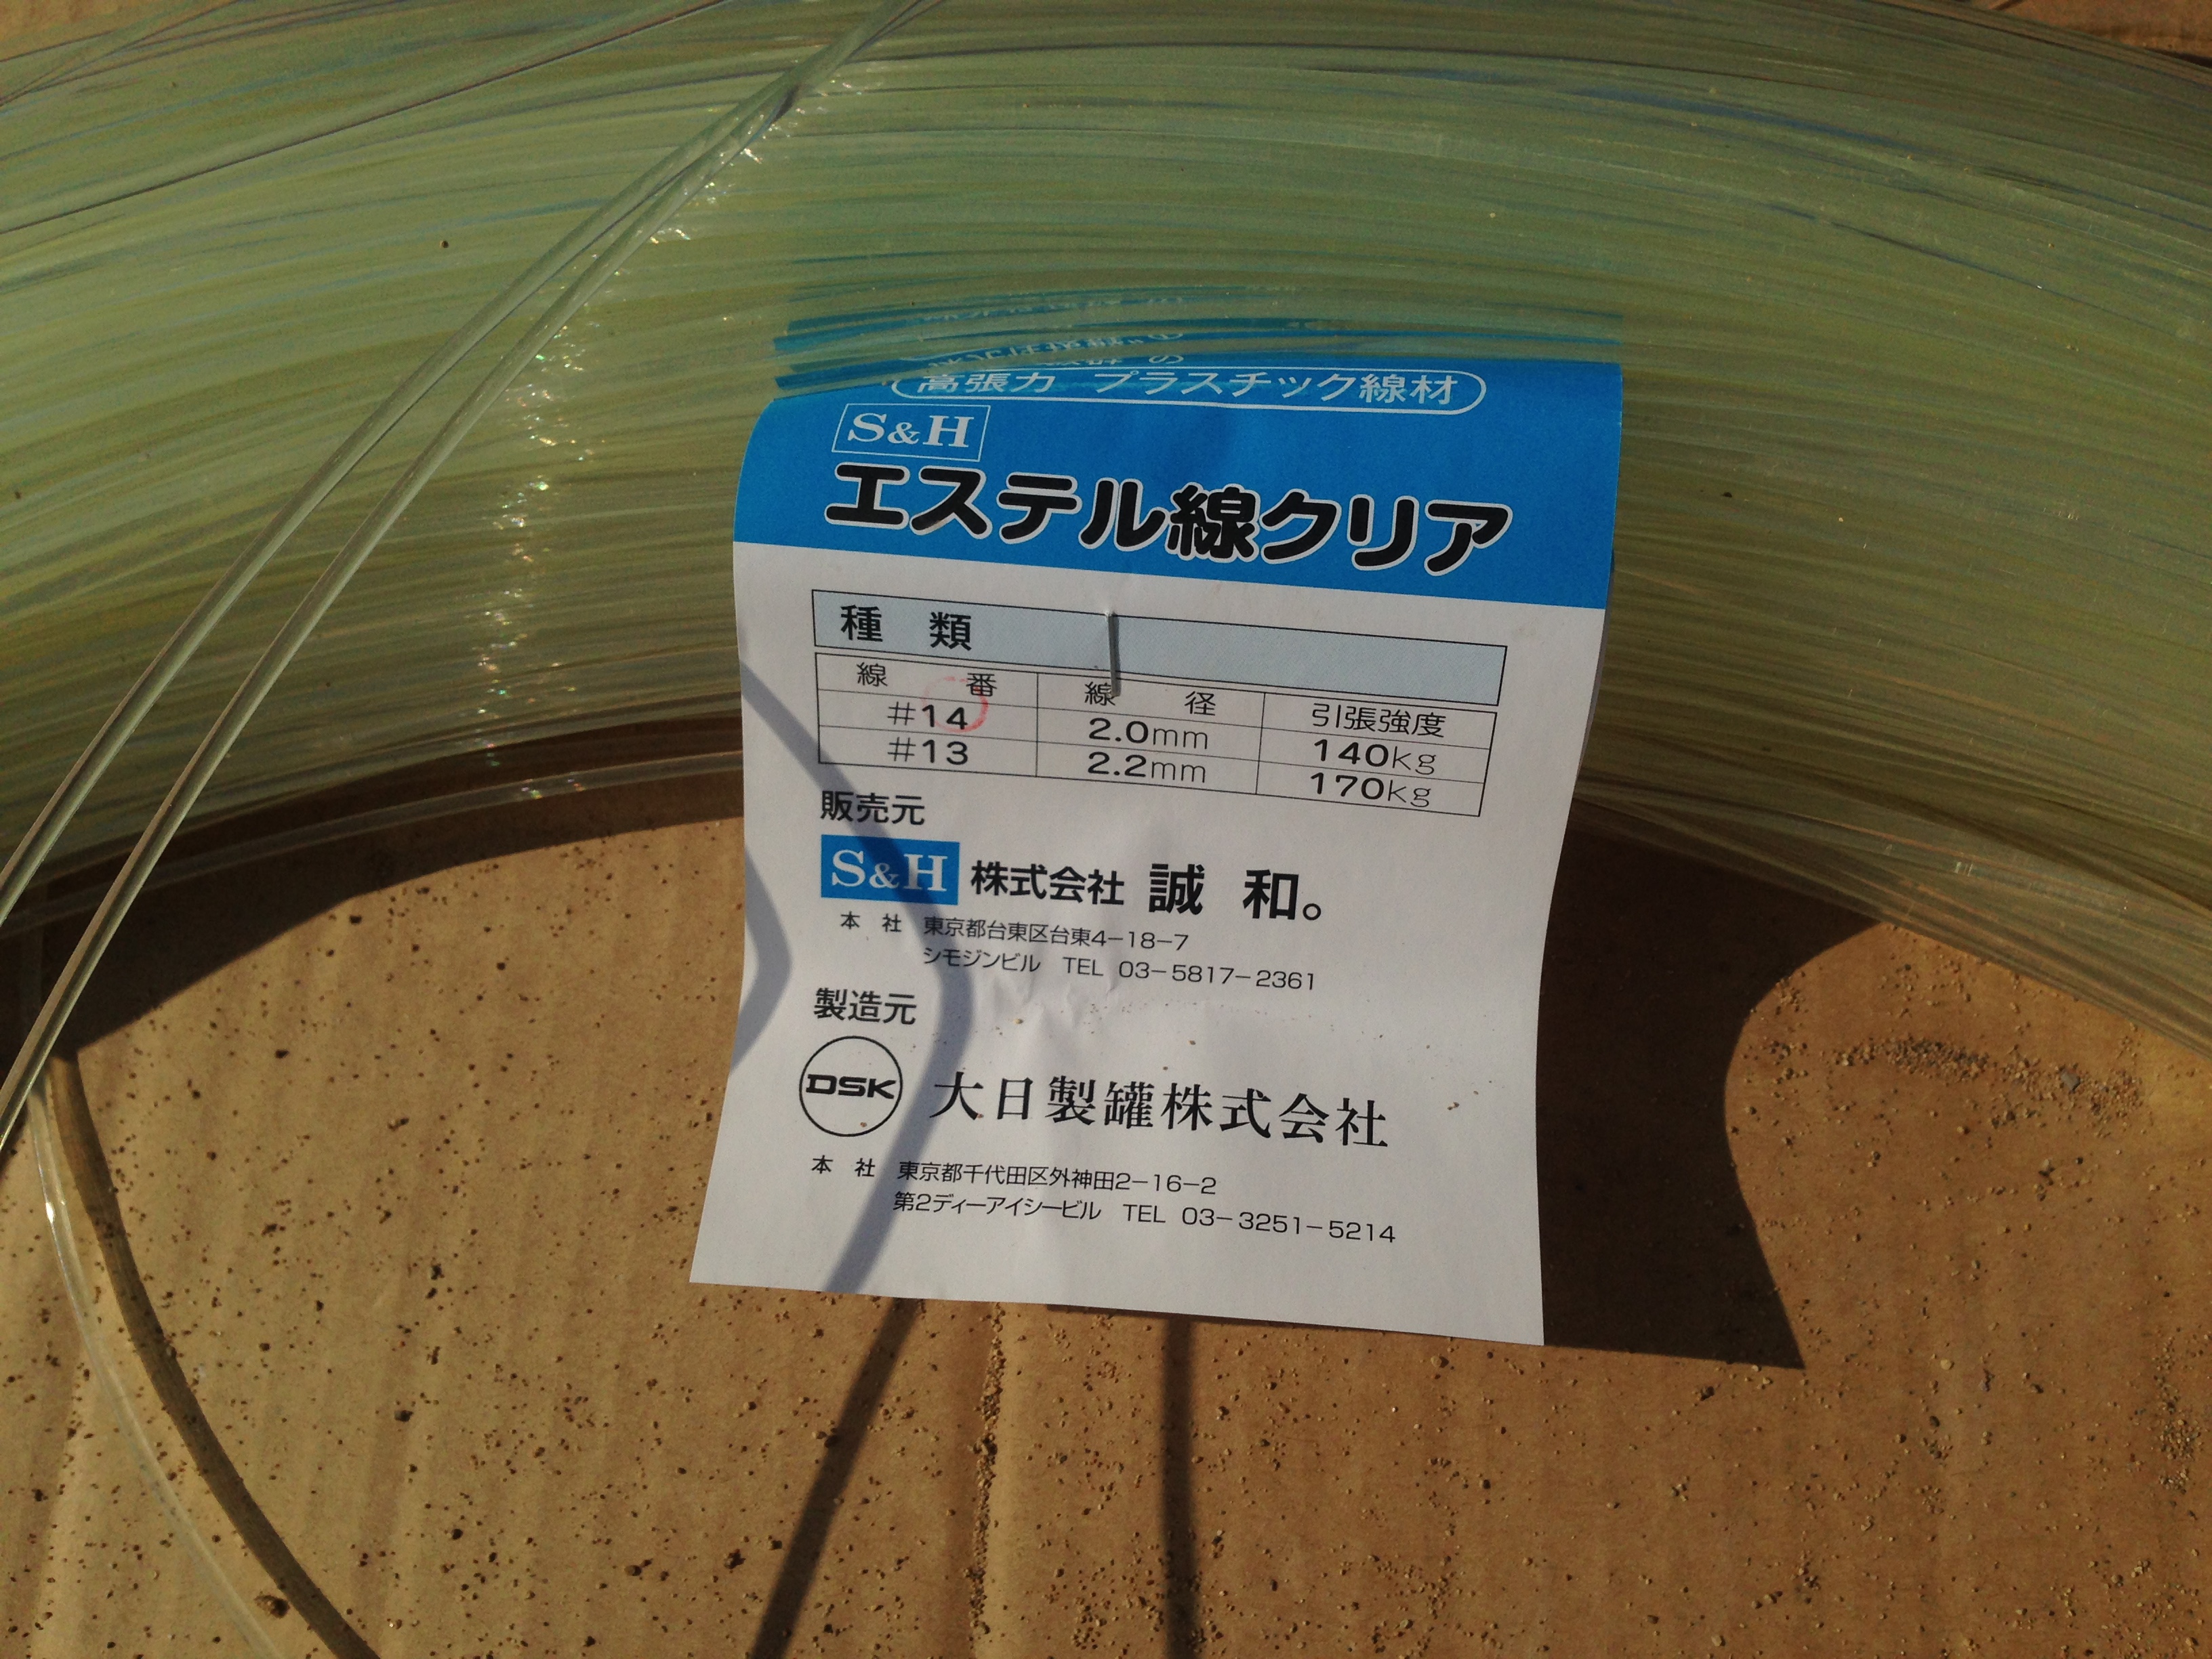 高張力 プラスチック線材
S&H
エステル線クリア
種 類
線 番 線 径 引張強度
#14 2.0mm 140kg
#13 2.2mm 170kg
販売元
S&H 株式会社 誠 和。
本 社 東京都台東区台東4-18-7
シモジンビル TEL 03-5817-2361
製造元
DSK 大日製罐株式会社
本 社 東京都千代田区外神田2-16-2
第2ディーアイシービル TEL 03-3251-5214